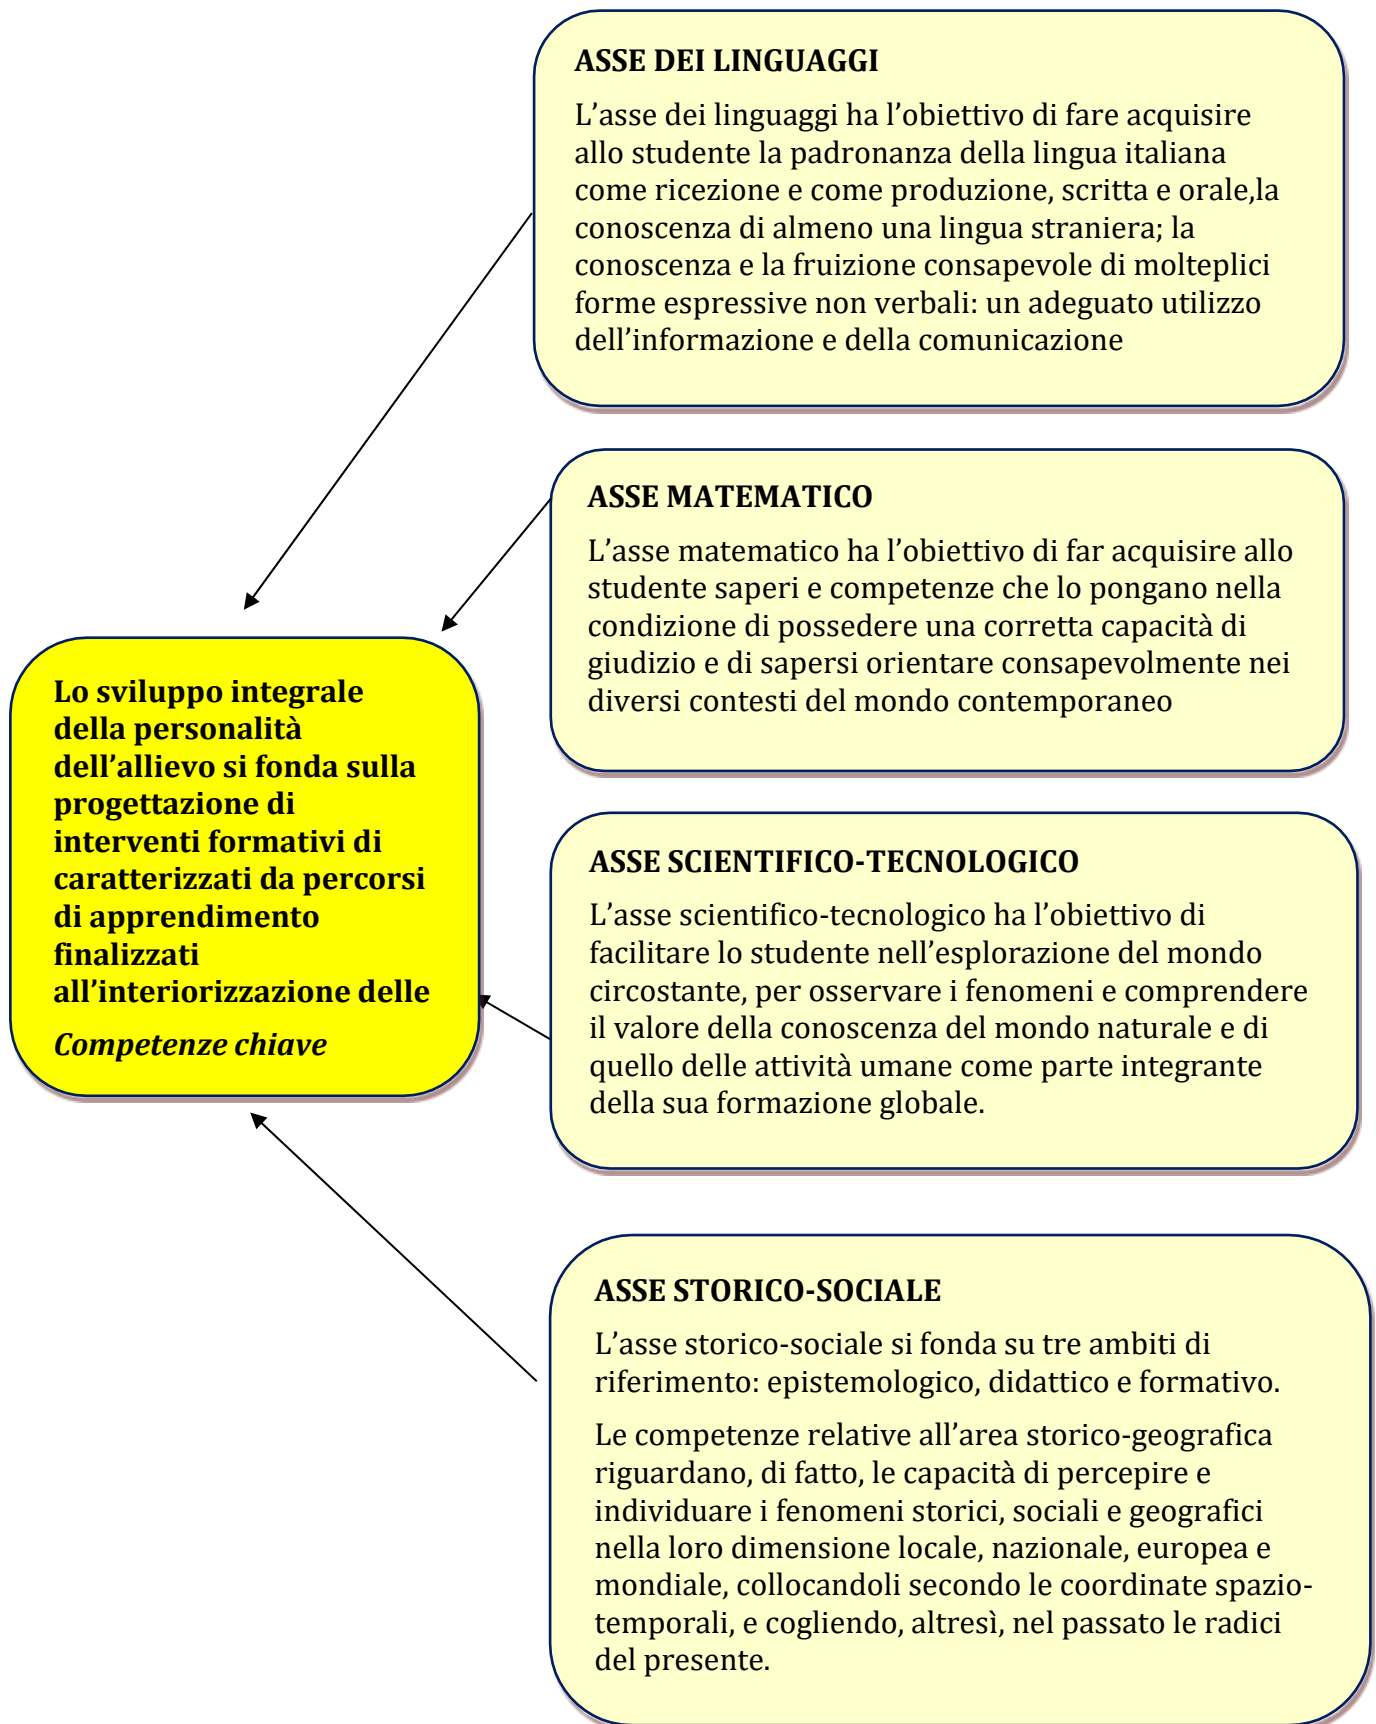 ASSE DEI LINGUAGGI
L’asse dei linguaggi ha l’obiettivo di fare acquisire
allo studente la padronanza della lingua italiana
come ricezione e come produzione, scritta e orale,la
conoscenza di almeno una lingua straniera; la
conoscenza e la fruizione consapevole di molteplici
forme espressive non verbali: un adeguato utilizzo
dell’informazione e della comunicazione
ASSE MATEMATICO
L’asse matematico ha l’obiettivo di far acquisire allo
studente saperi e competenze che lo pongano nella
condizione di possedere una corretta capacità di
giudizio e di sapersi orientare consapevolmente nei
diversi contesti del mondo contemporaneo
Lo sviluppo integrale
della personalità
dell’allievo si fonda sulla
progettazione di
interventi formativi di
caratterizzati da percorsi
di apprendimento
finalizzati
all’interiorizzazione delle
Competenze chiave
ASSE SCIENTIFICO-TECNOLOGICO
L’asse scientifico-tecnologico ha l’obiettivo di
facilitare lo studente nell’esplorazione del mondo
circostante, per osservare i fenomeni e comprendere
il valore della conoscenza del mondo naturale e di
quello delle attività umane come parte integrante
della sua formazione globale.
ASSE STORICO-SOCIALE
L’asse storico-sociale si fonda su tre ambiti di
riferimento: epistemologico, didattico e formativo.
Le competenze relative all’area storico-geografica
riguardano, di fatto, le capacità di percepire e
individuare i fenomeni storici, sociali e geografici
nella loro dimensione locale, nazionale, europea e
mondiale, collocandoli secondo le coordinate spazio-
temporali, e cogliendo, altresì, nel passato le radici
del presente.